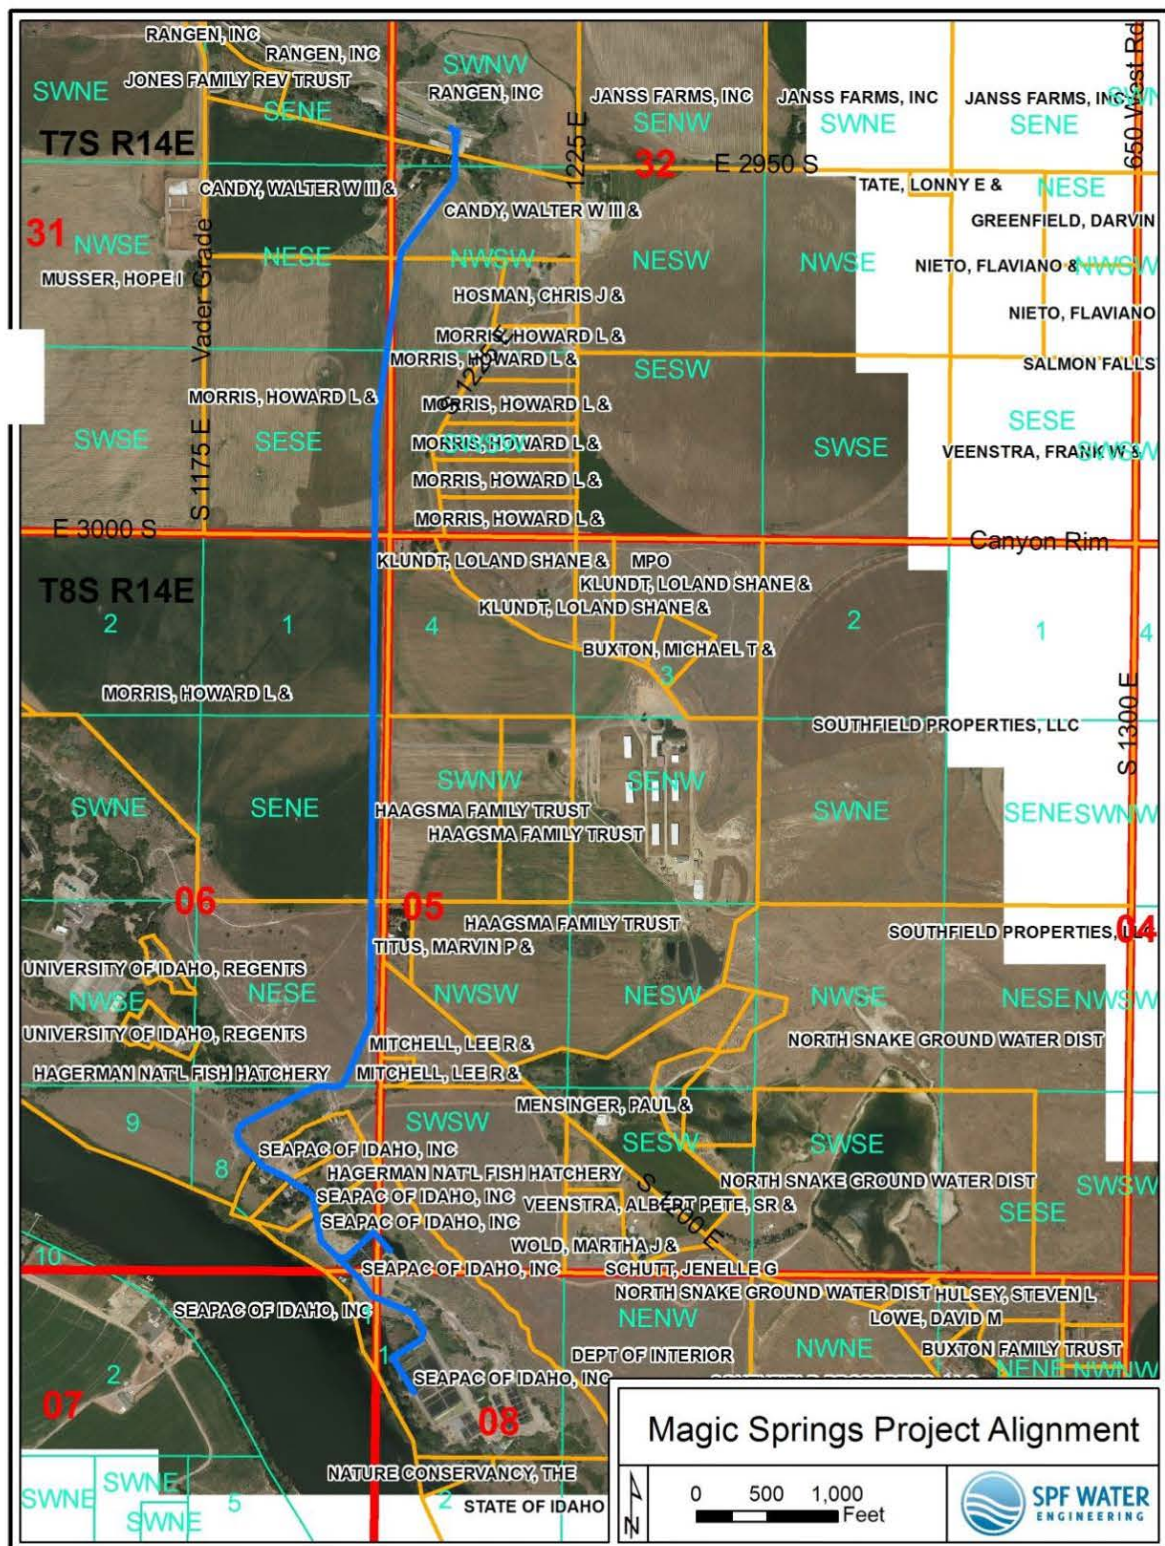 RANGEN, INC
RANGEN, INC
SWNW
SWNE
JONES FAMILY REV TRUST
RANGEN, INC
JANSS FARMS, INC
JANSS FARMS, INC
JANSS FARMS, INC
SENE
SENW
SWNE
SENE
650 West Rd
T7S R14E
1225 E
32
E 2950 S
CANDY, WALTER W III &
TATE, LONNY E &
NESE
CANDY, WALTER W III &
GREENFIELD, DARVIN
31
NWSE
NESE
NWSW
NESW
NWSE
NIETO, FLAVIANO &
NWSW
MUSSER, HOPE I
Vader Grade
HOSMAN, CHRIS J &
NIETO, FLAVIANO
MORRIS, HOWARD L &
S 1225 E
MORRIS, HOWARD L &
SESW
SALMON FALLS
MORRIS, HOWARD L &
MORRIS, HOWARD L &
SESE
SWSE
SESE
MORRIS, HOWARD L &
SWSW
SWSE
VEENSTRA, FRANK W &
SWSW
S 1175 E
MORRIS, HOWARD L &
MORRIS, HOWARD L &
E 3000 S
Canyon Rim
KLUNDT, LOLAND SHANE &
MPO
T8S R14E
KLUNDT, LOLAND SHANE &
KLUNDT, LOLAND SHANE &
2
1
4
2
1
4
BUXTON, MICHAEL T &
3
MORRIS, HOWARD L &
SOUTHFIELD PROPERTIES, LLC
S 1300 E
SWNW
SENW
SWNE
SENE
HAAGSMA FAMILY TRUST
SWNE
SENE
SWNW
HAAGSMA FAMILY TRUST
06
05
HAAGSMA FAMILY TRUST
SOUTHFIELD PROPERTIES, LLC
04
TITUS, MARVIN P &
UNIVERSITY OF IDAHO, REGENTS
NWSE
NESE
NWSW
NESW
NWSE
NESE
NWSW
UNIVERSITY OF IDAHO, REGENTS
MITCHELL, LEE R &
NORTH SNAKE GROUND WATER DIST
HAGERMAN NAT'L FISH HATCHERY
MITCHELL, LEE R &
MENSINGER, PAUL &
9
SWSW
SESW
SWSE
SEAPAC OF IDAHO, INC
8
HAGERMAN NAT'L FISH HATCHERY
NORTH SNAKE GROUND WATER DIST
SWSW
SEAPAC OF IDAHO, INC
VEENSTRA, ALBERT PETE, SR &
SESE
SEAPAC OF IDAHO, INC
S 1200 E
WOLD, MARTHA J &
10
SEAPAC OF IDAHO, INC
SCHUTT, JENELLE G
NORTH SNAKE GROUND WATER DIST
HULSEY, STEVEN L
SEAPAC OF IDAHO, INC
1
NENW
LOWE, DAVID M
NWNE
BUXTON FAMILY TRUST
1
DEPT OF INTERIOR
2
SEAPAC OF IDAHO, INC
NENE
NWNW
07
08
NATURE CONSERVANCY, THE
SWNE
SWNE
5
2
STATE OF IDAHO
SWNE
Magic Springs Project Alignment
N
0 500 1,000
Feet
SPF WATER
ENGINEERING